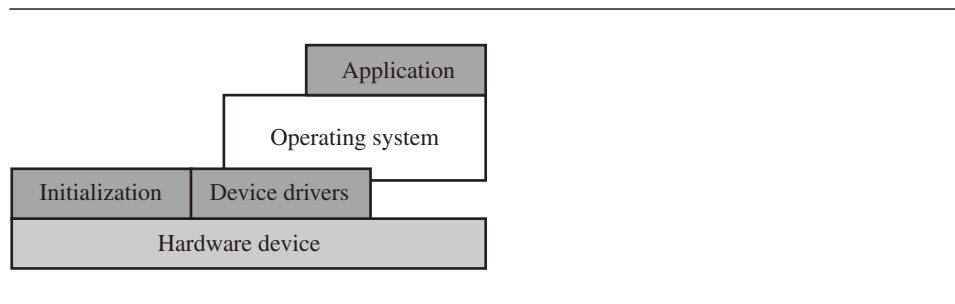 Application
Operating system
Initialization
Device drivers
Hardware device